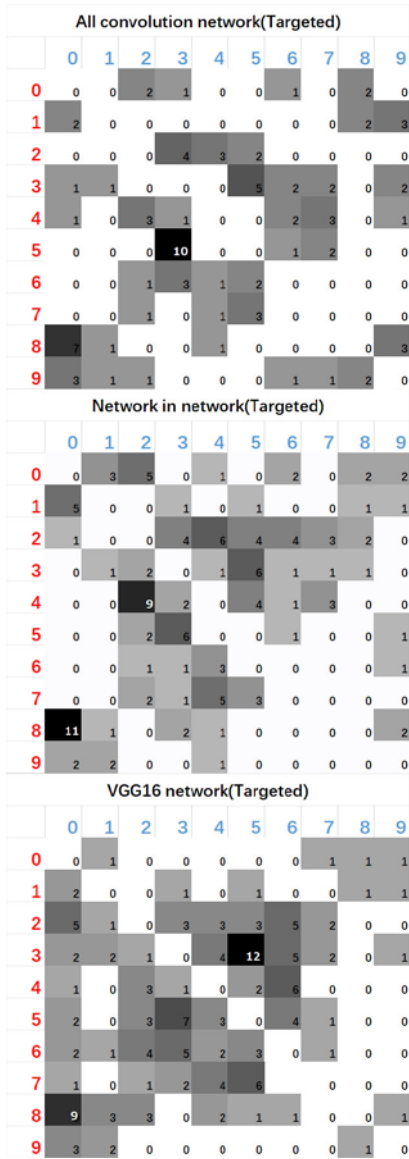 All convolution network(Targeted)
0 1 2 3 4 5 6 7 8 9
0 0 0 2 1 0 0 1 0 2 0
1 2 0 0 0 0 0 0 0 2 3
2 0 0 0 4 3 2 0 0 0 0
3 1 1 0 0 0 5 2 2 0 2
4 1 0 3 1 0 0 2 3 0 1
5 0 0 0 10 0 0 1 2 0 0
6 0 0 1 3 1 2 0 0 0 0
7 0 0 1 0 1 3 0 0 0 0
8 7 1 0 0 1 0 0 0 0 3
9 3 1 1 0 0 0 1 1 2 0
Network in network(Targeted)
0 1 2 3 4 5 6 7 8 9
0 0 3 5 0 1 0 2 0 2 2
1 5 0 0 1 0 1 0 0 1 1
2 1 0 0 4 6 4 4 3 2 0
3 0 1 2 0 1 6 1 1 1 0
4 0 0 9 2 0 4 1 3 0 0
5 0 0 2 6 0 0 1 0 0 1
6 0 0 1 1 3 0 0 0 0 1
7 0 0 2 1 5 3 0 0 0 0
8 11 1 0 2 1 0 0 0 0 2
9 2 2 0 0 1 0 0 0 0 0
VGG16 network(Targeted)
0 1 2 3 4 5 6 7 8 9
0 0 1 0 0 0 0 0 1 1 1
1 2 0 0 1 0 1 0 0 1 1
2 5 1 0 3 3 3 5 2 0 0
3 2 2 1 0 4 12 5 2 0 1
4 1 0 3 1 0 2 6 0 0 0
5 2 0 3 7 3 0 4 1 0 0
6 2 1 4 5 2 3 0 1 0 0
7 1 0 1 2 4 6 0 0 0
8 9 3 3 0 2 1 1 0 0 1
9 3 2 0 0 0 0 0 0 1 0